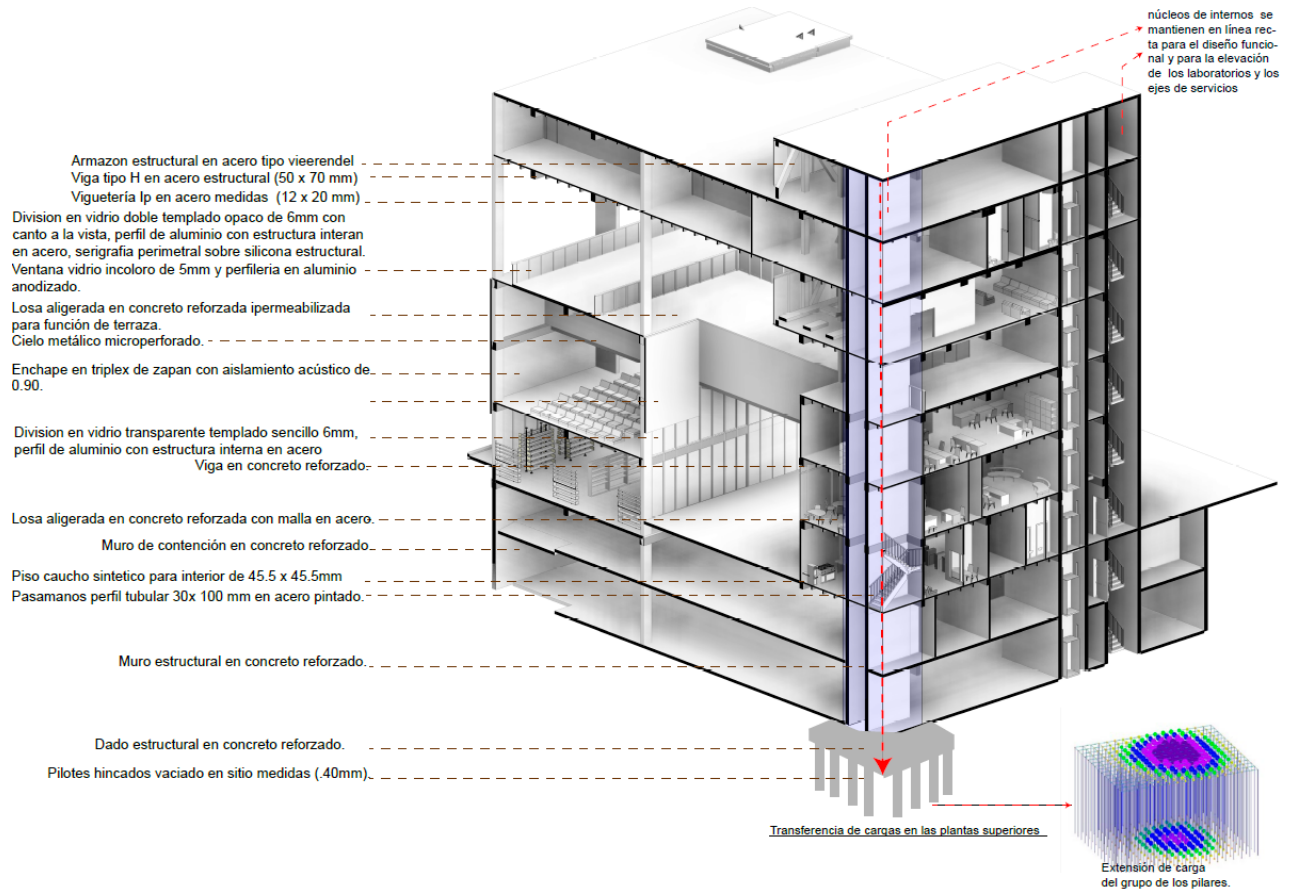 núcleos de internos se
mantienen en línea rec-
ta para el diseño funcio-
nal y para la elevación
de los laboratorios y los
ejes de servicios
Armazon estructural en acero tipo vieerendel
Viga tipo H en acero estructural (50 x 70 mm)
Viguetería Ip en acero medidas (12 x 20 mm)
Division en vidrio doble templado opaco de 6mm con
canto a la vista, perfil de aluminio con estructura interan
en acero, serigrafia perimetral sobre silicona estructural.
Ventana vidrio incoloro de 5mm y perfileria en aluminio
anodizado.
Losa aligerada en concreto reforzada ipermeabilizada
para función de terraza.
Cielo metálico microperforado.
Enchape en triplex de zapan con aislamiento acústico de
0.90.
Division en vidrio transparente templado sencillo 6mm,
perfil de aluminio con estructura interna en acero
Viga en concreto reforzado.
Losa aligerada en concreto reforzada con malla en acero.
Muro de contención en concreto reforzado
Piso caucho sintetico para interior de 45.5 x 45.5mm
Pasamanos perfil tubular 30x 100 mm en acero pintado.
Muro estructural en concreto reforzado.
Dado estructural en concreto reforzado.
Pilotes hincados vaciado en sitio medidas (.40mm).
Transferencia de cargas en las plantas superiores
Extensión de carga
del grupo de los pilares.